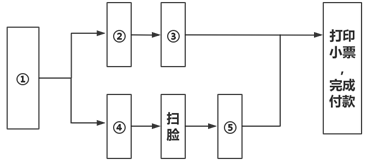 ①
②
③
④
扫
脸
⑤
打印
小票
，
完成
付款